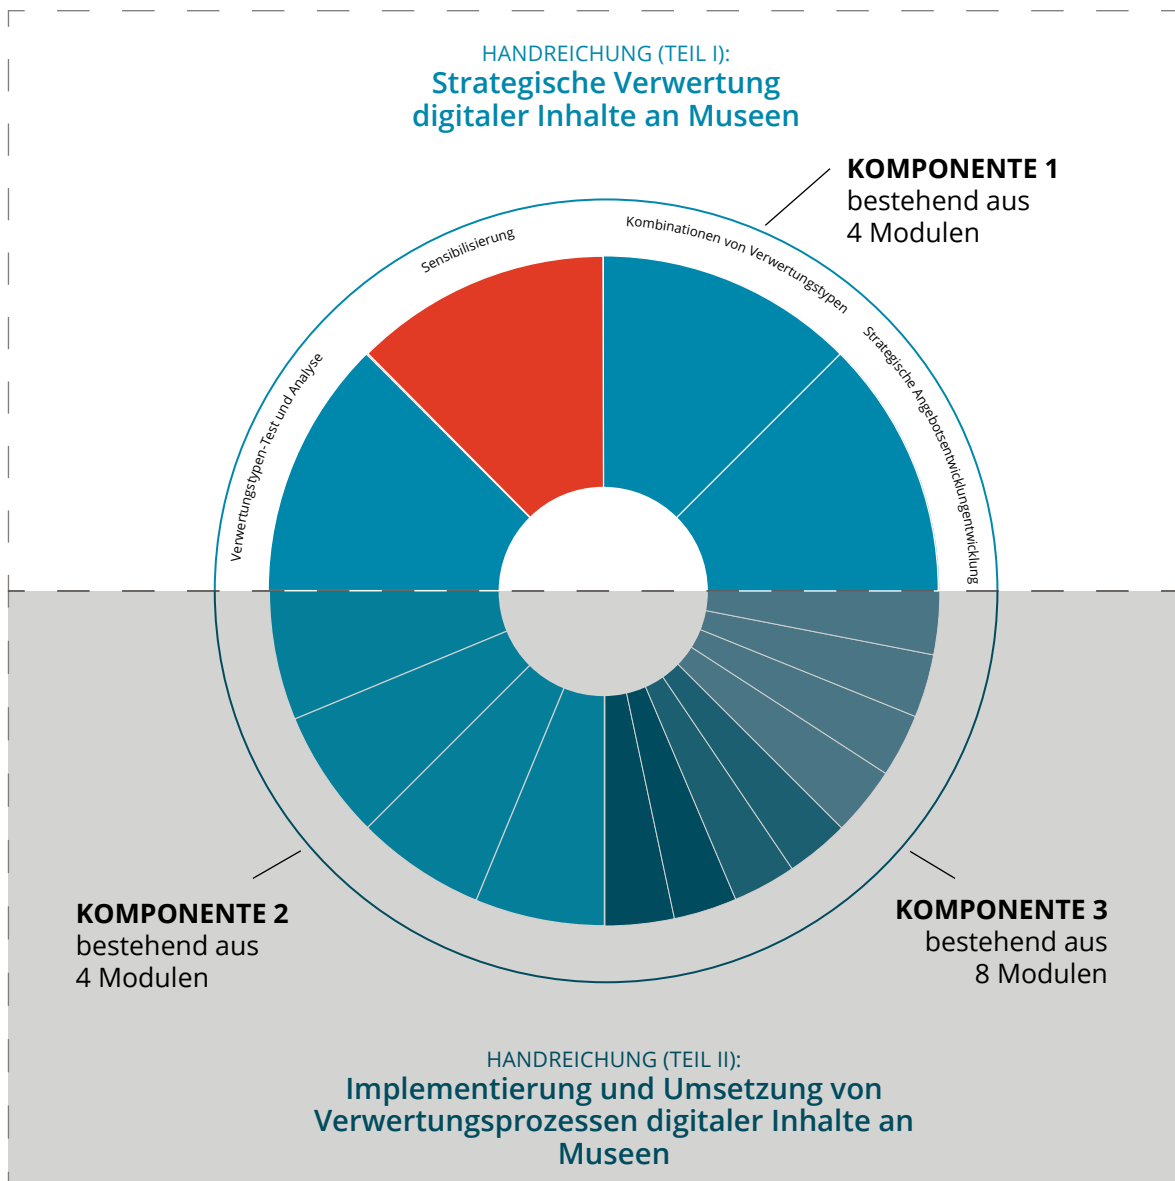 HANDREICHUNG (TEIL I):
Strategische Verwertung
digitaler Inhalte an Museen
KOMPONENTE 1
bestehend aus
4 Modulen
Verwertungstypen-Test und Analyse
Sensibilisierung
Kombinationen von Verwertungstypen
Strategische Angebotsentwicklungentwicklung
KOMPONENTE 2
bestehend aus
4 Modulen
KOMPONENTE 3
bestehend aus
8 Modulen
HANDREICHUNG (TEIL II):
Implementierung und Umsetzung von
Verwertungsprozessen digitaler Inhalte an
Museen